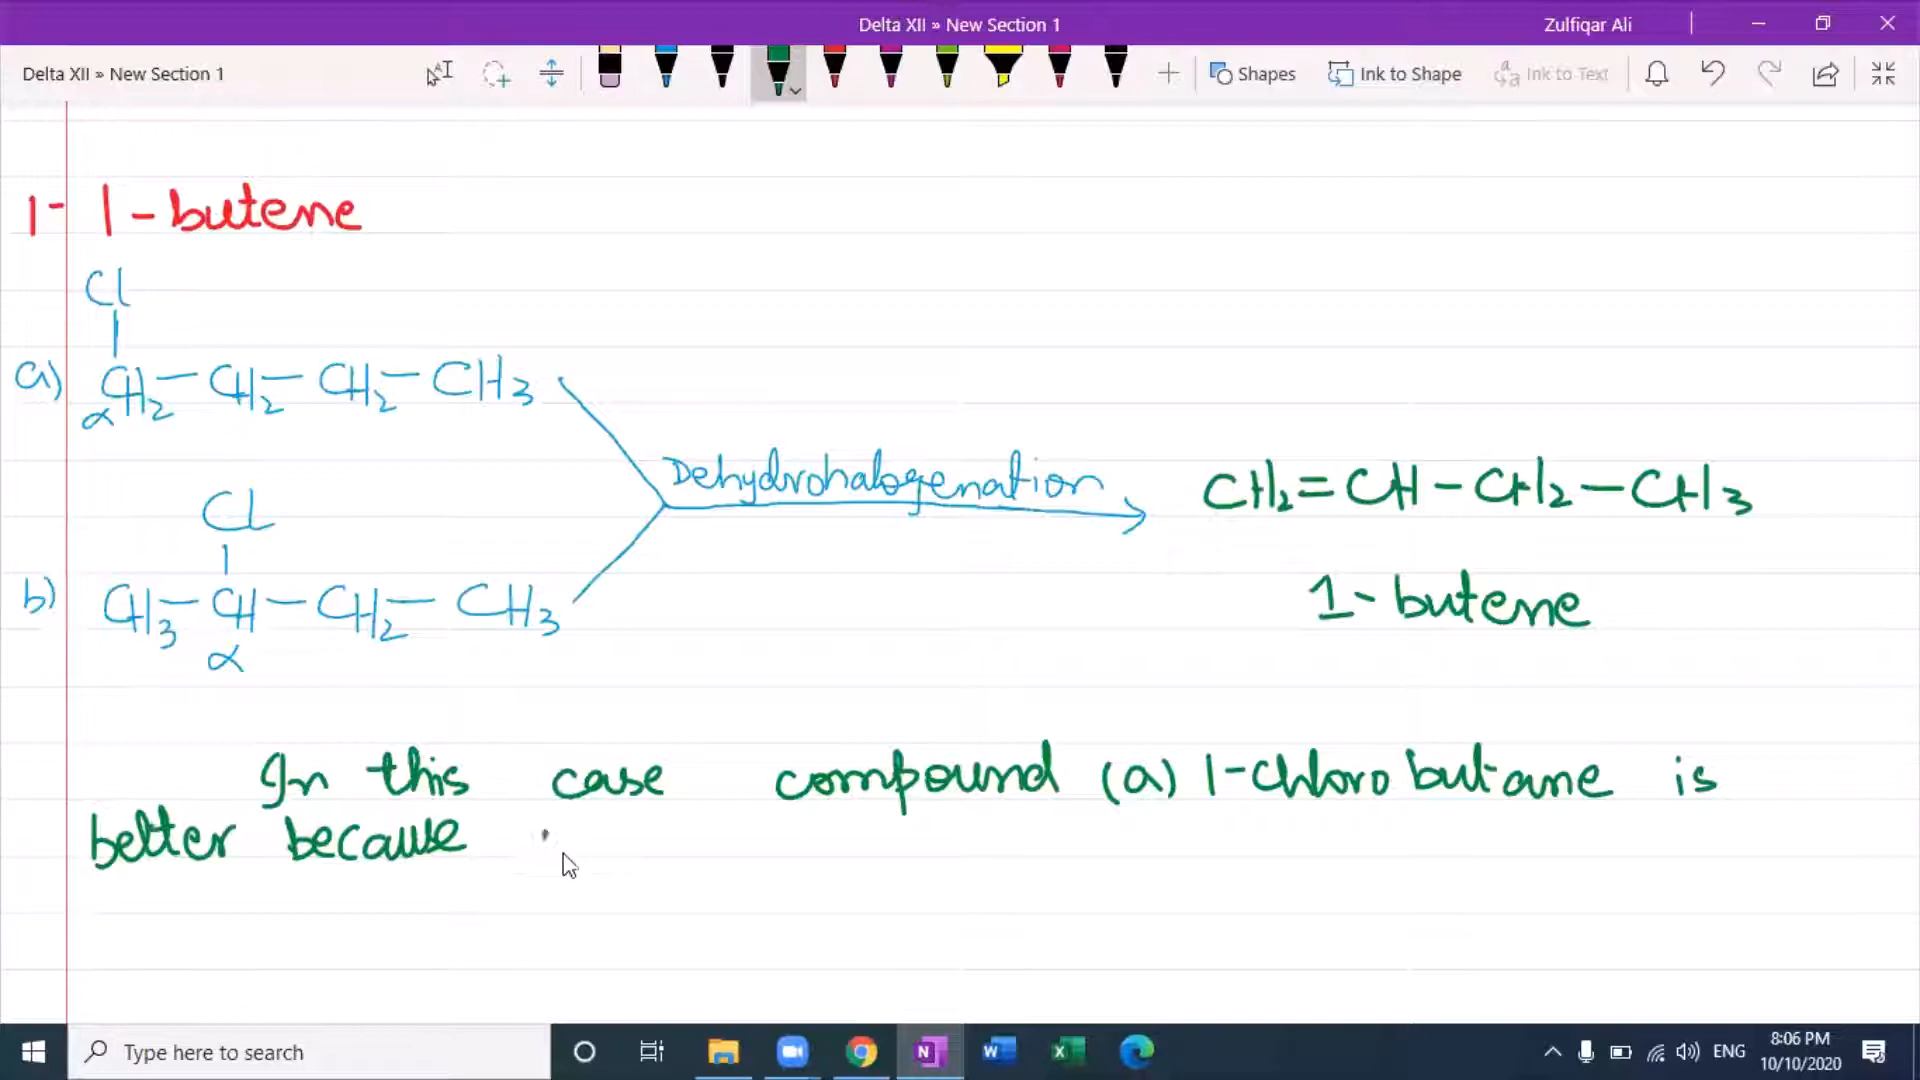 Delta XII » New Section 1
Zulfiqar Ali
Delta XII » New Section 1
Shapes
Ink to Shape
Ink to Text
1- 1-butene
Cl
a) CH2-CH2-CH2-CH3
α
Dehydrohalogenation
CH2=CH-CH2-CH3
Cl
b) CH3-CH-CH2-CH3
α
1-butene
In this case compound (a) 1-chlorobutane is
better because
Type here to search
ENG
8:06 PM
10/10/2020